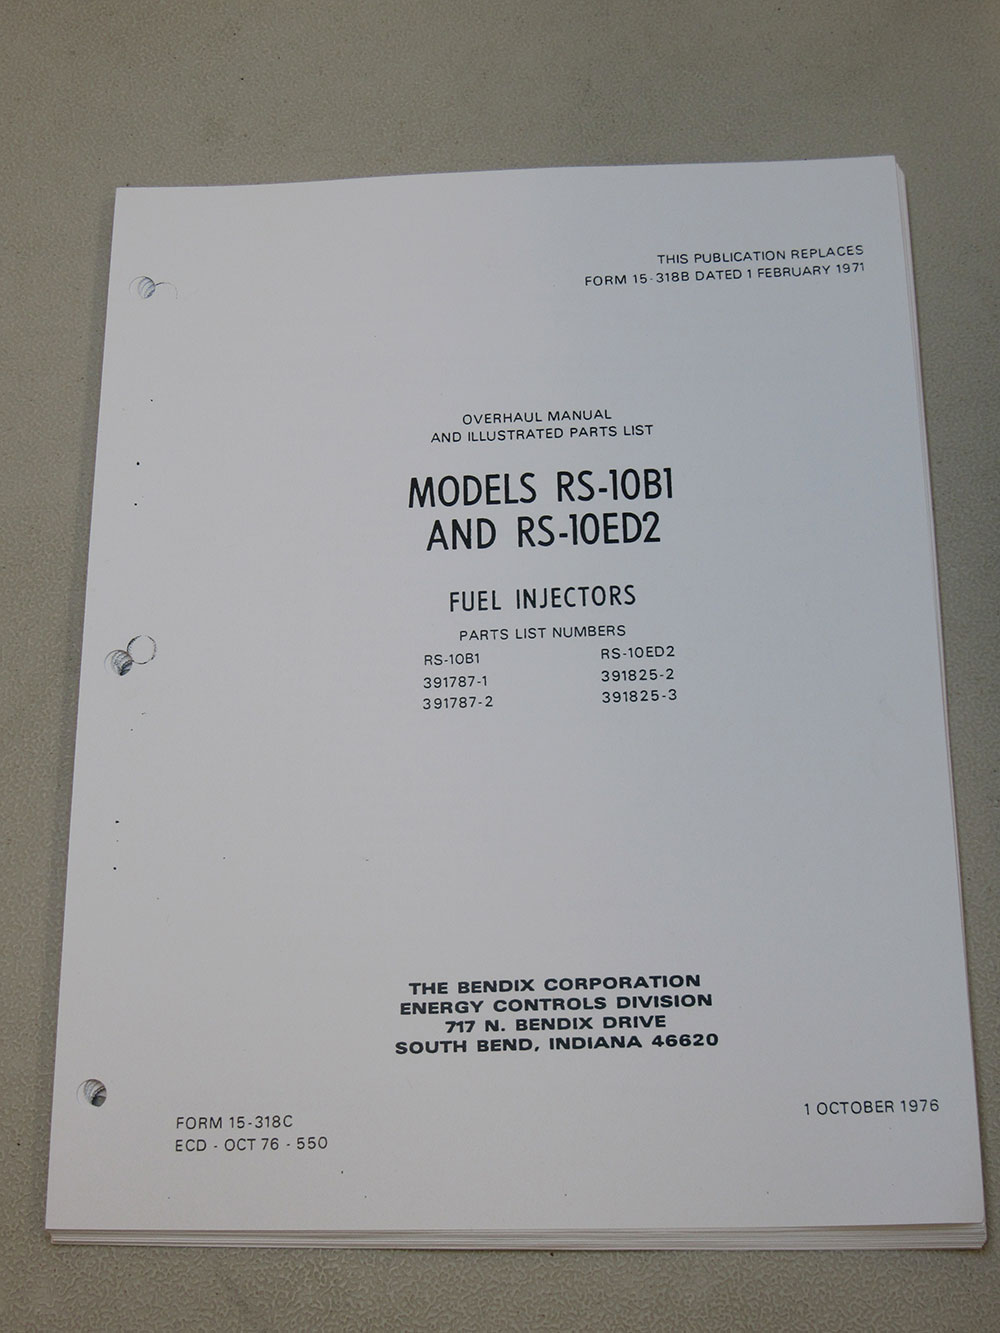 THIS PUBLICATION REPLACES
FORM 15-318B DATED 1 FEBRUARY 1971
OVERHAUL MANUAL
AND ILLUSTRATED PARTS LIST
MODELS RS-10B1
AND RS-10ED2
FUEL INJECTORS
PARTS LIST NUMBERS
RS-10B1 RS-10ED2
391787-1 391825-2
391787-2 391825-3
THE BENDIX CORPORATION
ENERGY CONTROLS DIVISION
717 N. BENDIX DRIVE
SOUTH BEND, INDIANA 46620
FORM 15-318C 1 OCTOBER 1976
ECD - OCT 76 - 550